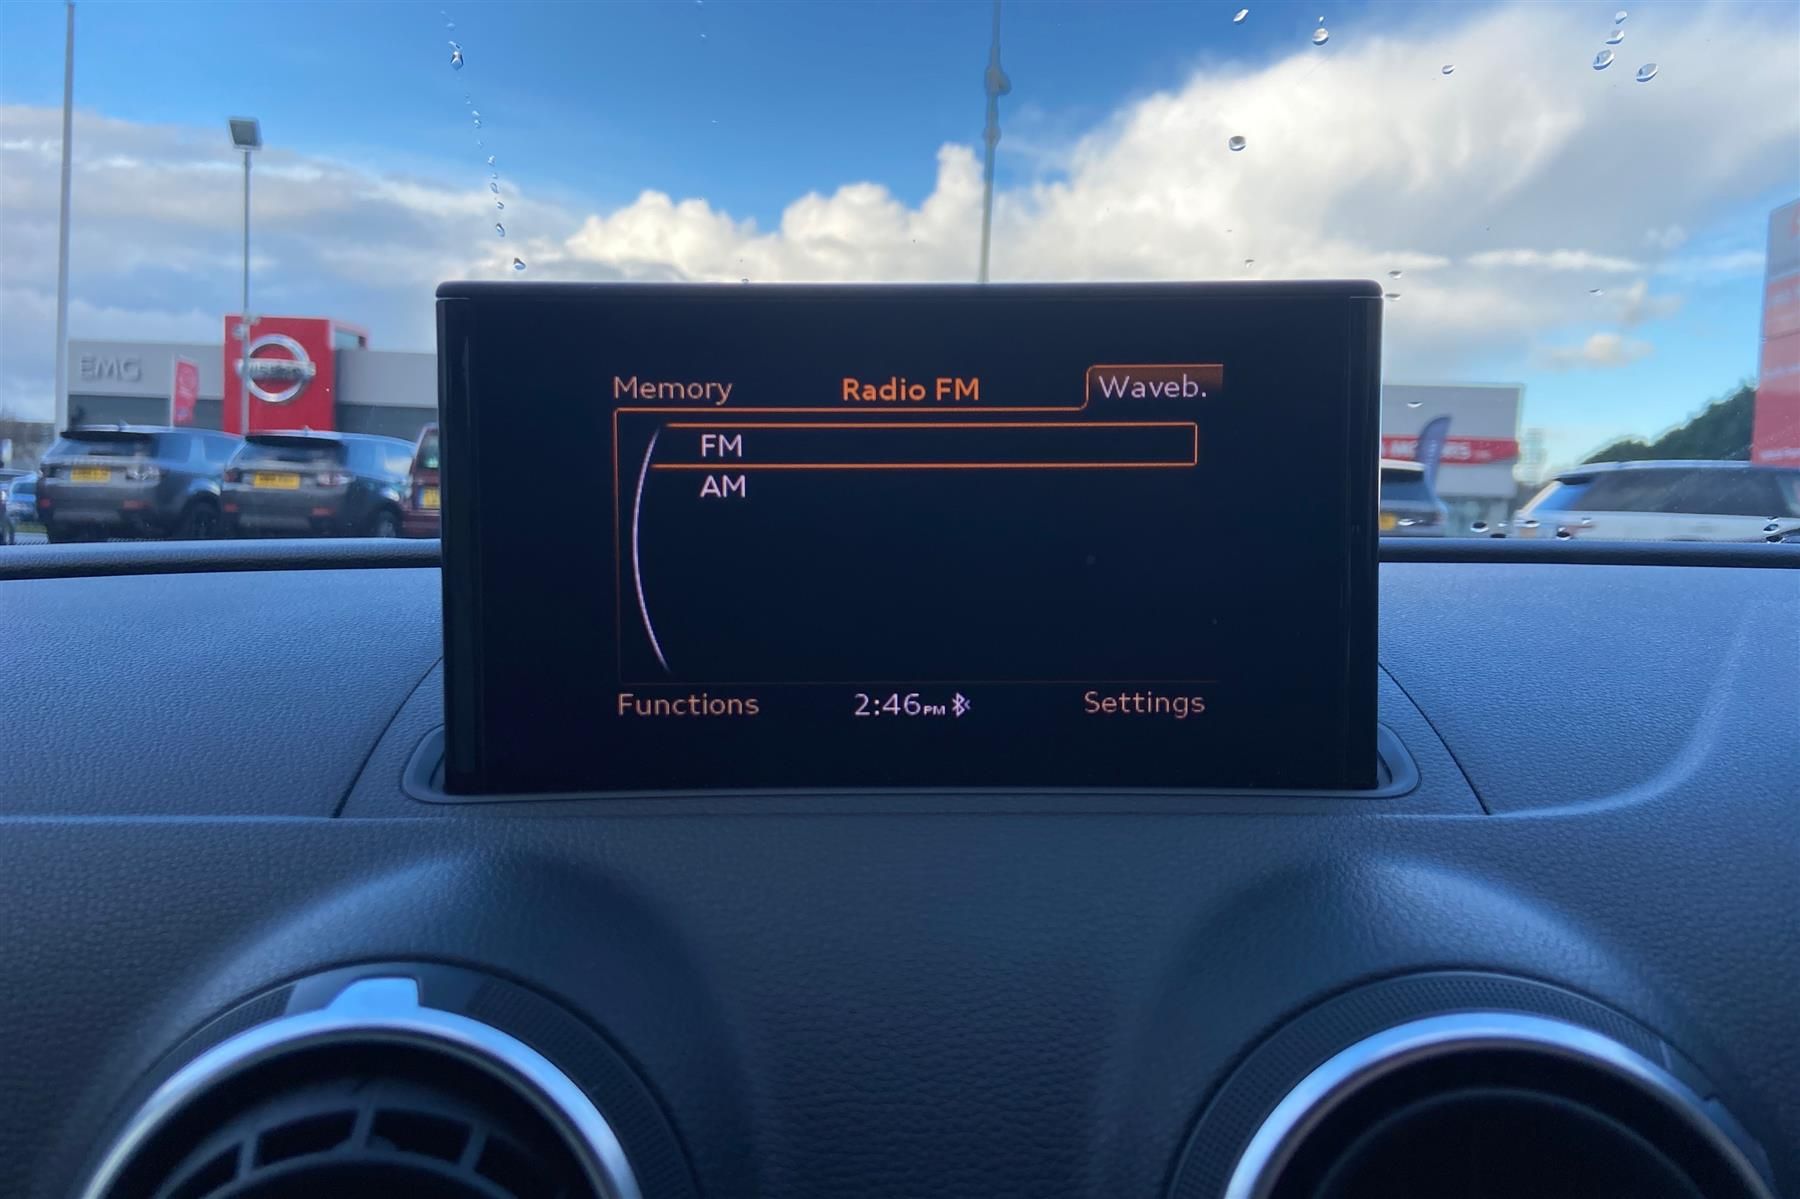 EMG
NISSAN
Memory
Radio FM
Waveb.
FM
AM
Functions
2:46PM
Settings